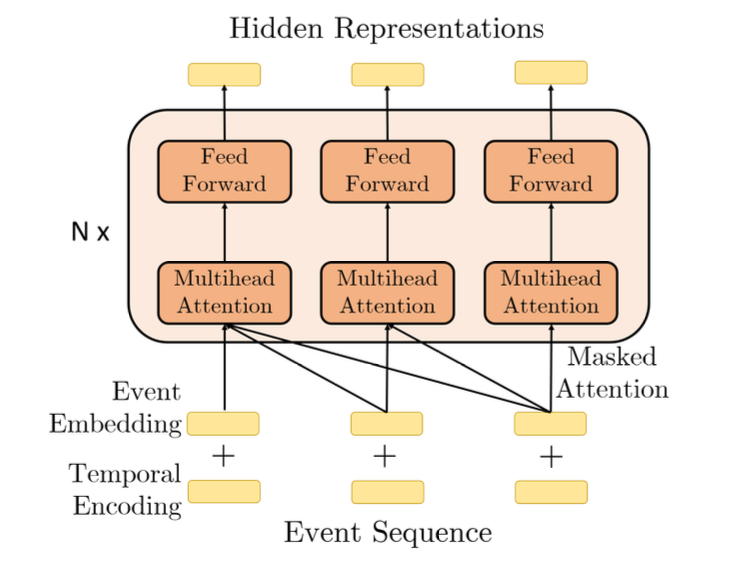 Hidden Representations
Feed
Forward
Feed
Forward
Feed
Forward
N x
Multihead
Attention
Multihead
Attention
Multihead
Attention
Masked
Attention
Event
Embedding
+
+
+
Temporal
Encoding
Event Sequence